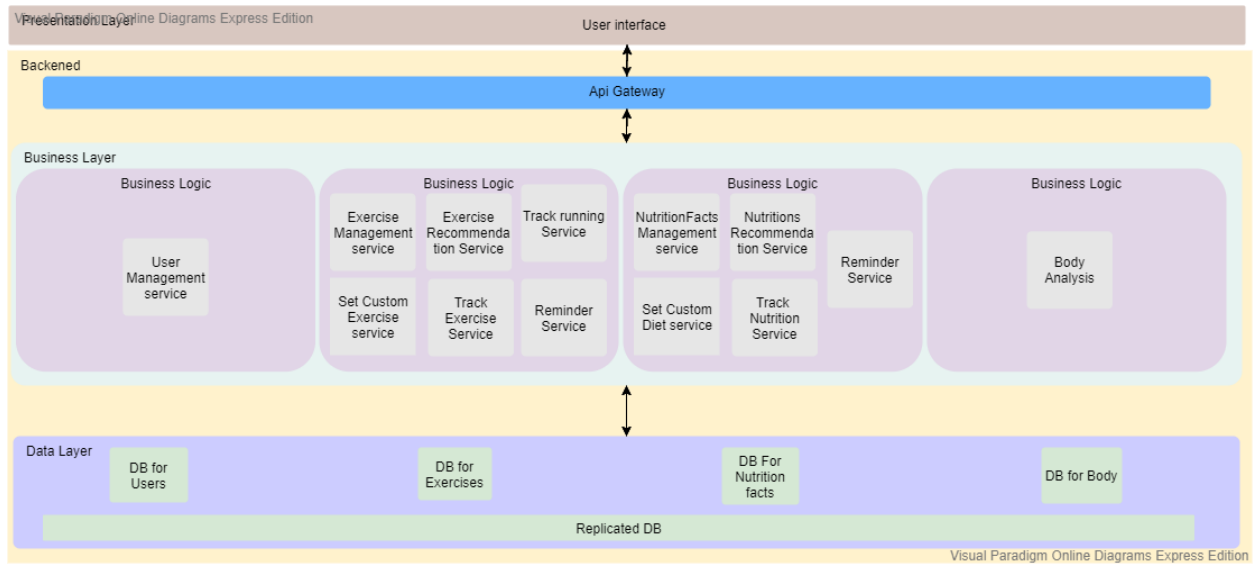 Visual Paradigm Online Diagrams Express Edition
Presentation Layer
User interface
Backened
Api Gateway
Business Layer
Business Logic
User
Management
service
Business Logic
Exercise
Management
service
Exercise
Recommenda
tion Service
Track running
Service
Set Custom
Exercise
service
Track
Exercise
Service
Reminder
Service
Business Logic
NutritionFacts
Management
service
Nutritions
Recommenda
tion Service
Reminder
Service
Set Custom
Diet service
Track
Nutrition
Service
Business Logic
Body
Analysis
Data Layer
DB for
Users
DB for
Exercises
DB For
Nutrition
facts
DB for Body
Replicated DB
Visual Paradigm Online Diagrams Express Edition